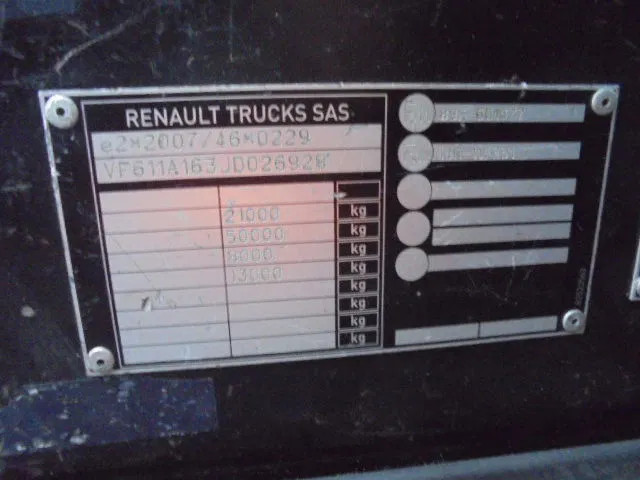 RENAULT TRUCKS SAS
e2*2007/46*0229
VF611A163JD026928
21000 kg
50000 kg
8000 kg
13000 kg
kg
kg
kg
kg